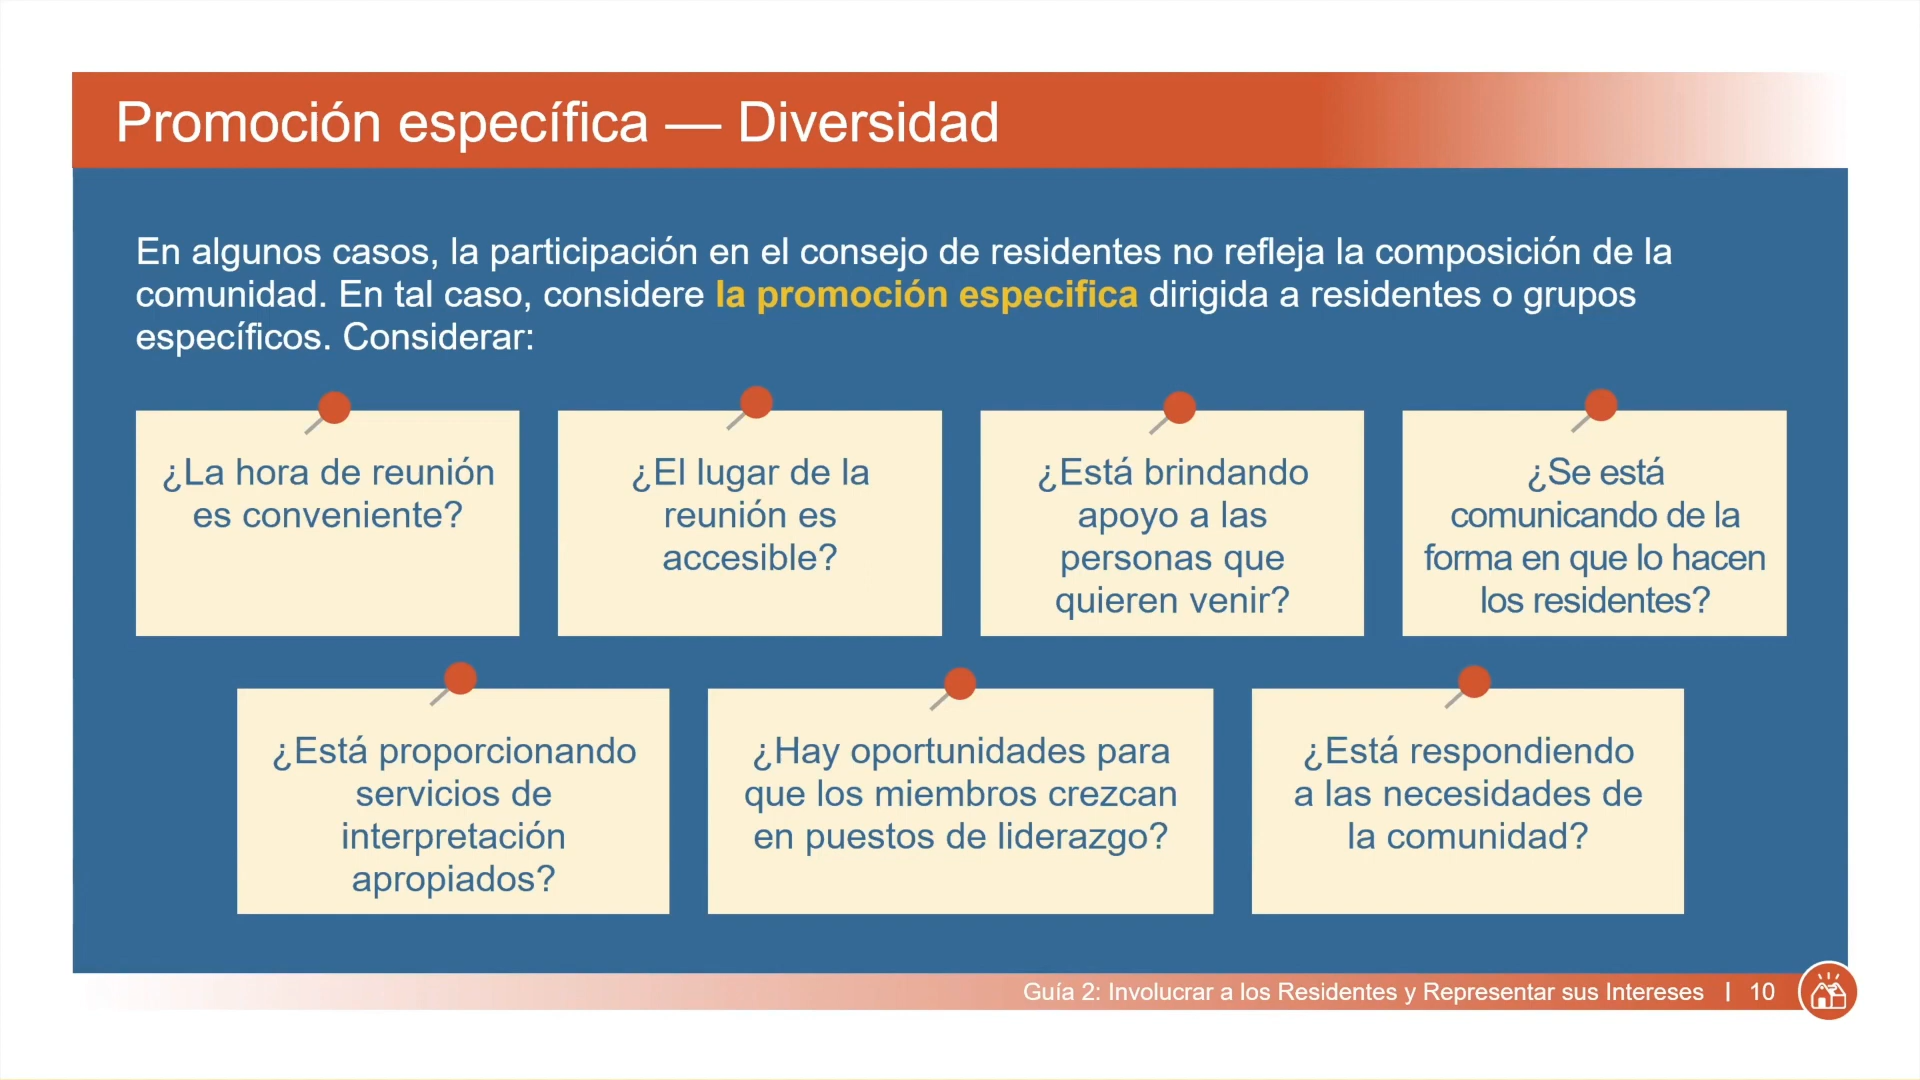 Promoción específica — Diversidad
En algunos casos, la participación en el consejo de residentes no refleja la composición de la
comunidad. En tal caso, considere la promoción especifica dirigida a residentes o grupos
específicos. Considerar:
¿La hora de reunión
es conveniente?
¿El lugar de la
reunión es
accesible?
¿Está brindando
apoyo a las
personas que
quieren venir?
¿Se está
comunicando de la
forma en que lo hacen
los residentes?
¿Está proporcionando
servicios de
interpretación
apropiados?
¿Hay oportunidades para
que los miembros crezcan
en puestos de liderazgo?
¿Está respondiendo
a las necesidades de
la comunidad?
Guía 2: Involucrar a los Residentes y Representar sus Intereses | 10